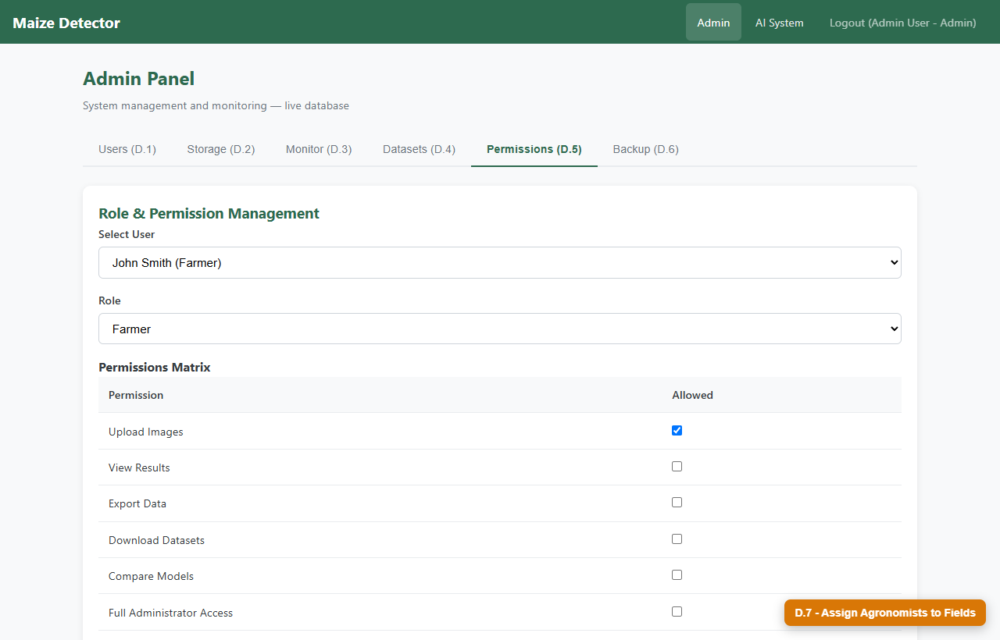 Maize Detector
Admin
AI System
Logout (Admin User - Admin)
Admin Panel
System management and monitoring — live database
Users (D.1)
Storage (D.2)
Monitor (D.3)
Datasets (D.4)
Permissions (D.5)
Backup (D.6)
Role & Permission Management
Select User
John Smith (Farmer)
Role
Farmer
Permissions Matrix
Permission
Allowed
Upload Images
View Results
Export Data
Download Datasets
Compare Models
Full Administrator Access
D.7 - Assign Agronomists to Fields